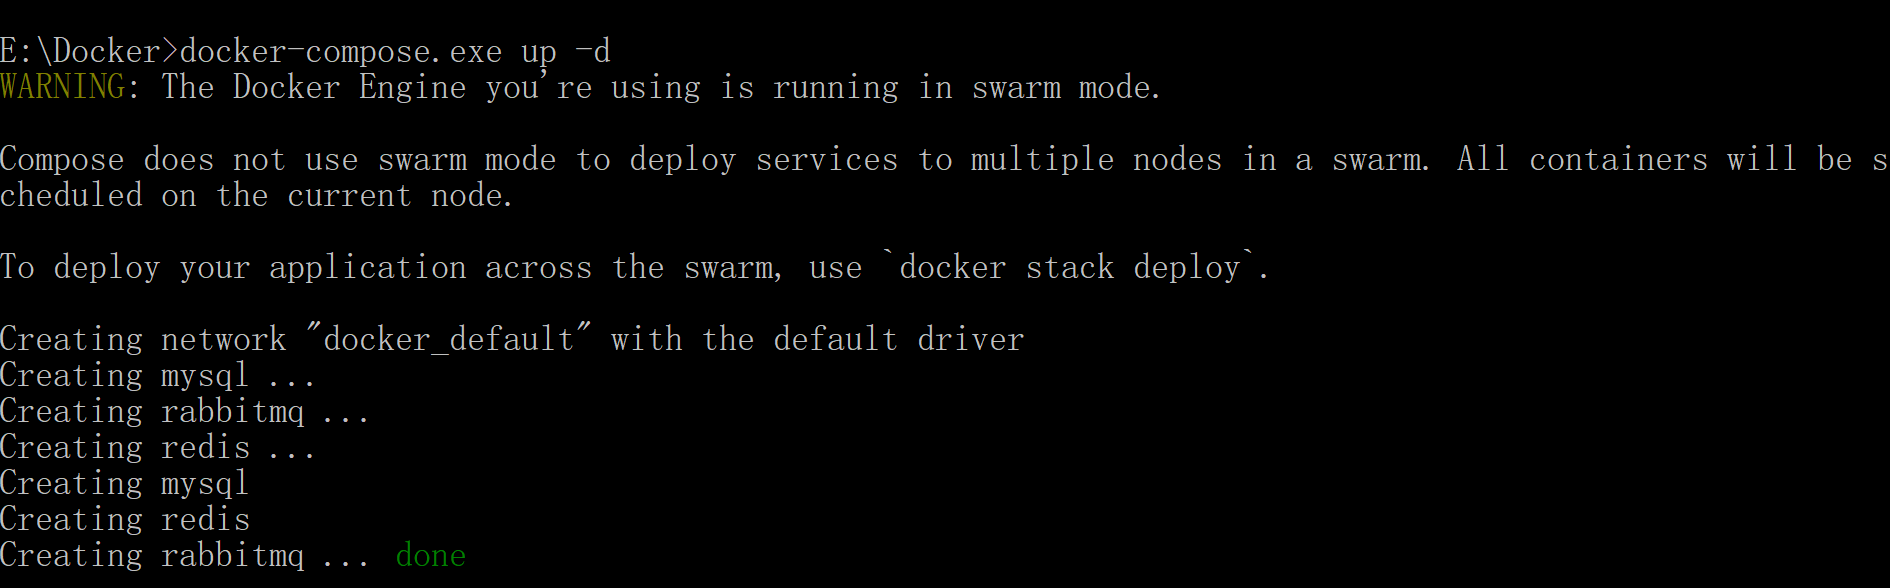 E:\Docker>docker-compose.exe up -d
WARNING: The Docker Engine you're using is running in swarm mode.
Compose does not use swarm mode to deploy services to multiple nodes in a swarm. All containers will be s
cheduled on the current node.
To deploy your application across the swarm, use `docker stack deploy`.
Creating network "docker_default" with the default driver
Creating mysql ...
Creating rabbitmq ...
Creating redis ...
Creating mysql
Creating redis
Creating rabbitmq ... done